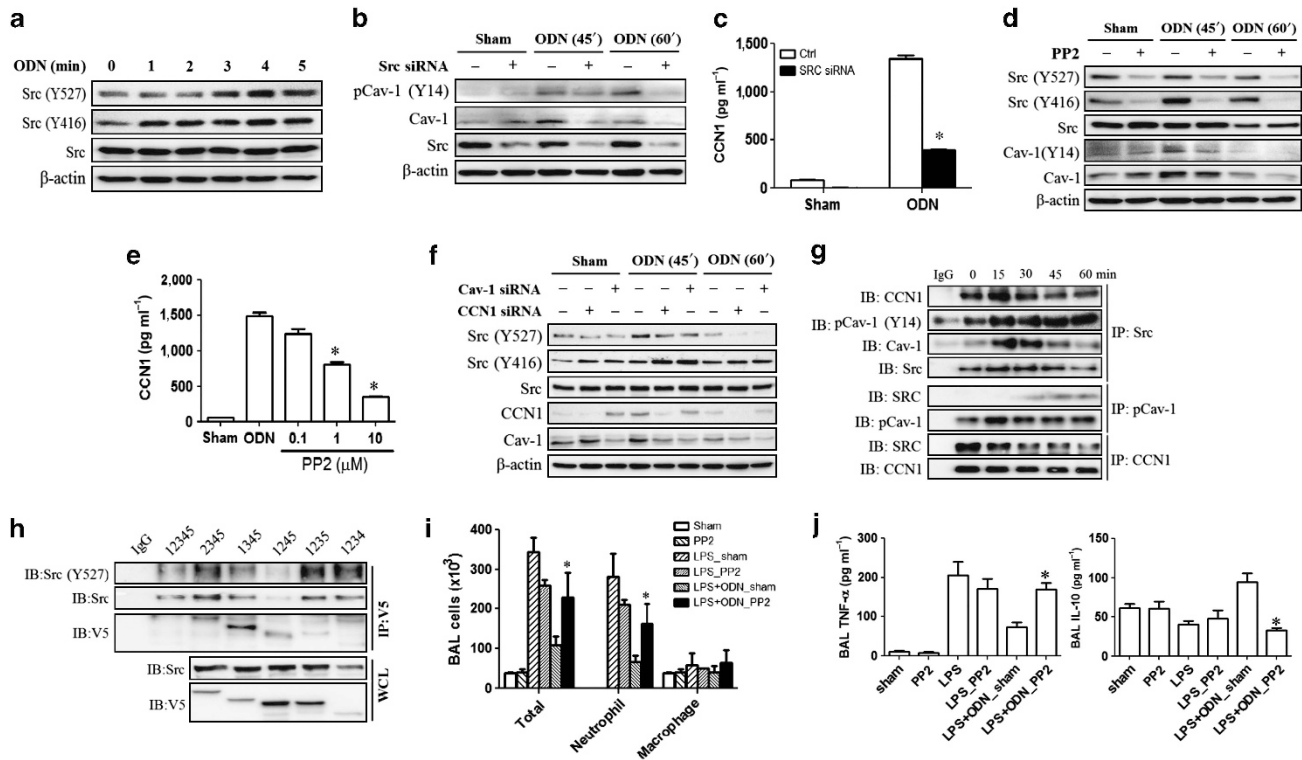 a
ODN (min) 0 1 2 3 4 5
Src (Y527)
Src (Y416)
Src
β-actin
b
Sham ODN (45′) ODN (60′)
Src siRNA – + – + – +
pCav-1 (Y14)
Cav-1
Src
β-actin
c
CCN1 (pg ml⁻¹)
1,500
1,000
500
0
Ctrl
SRC siRNA
*
Sham ODN
d
Sham ODN (45′) ODN (60′)
PP2
– + – + – +
Src (Y527)
Src (Y416)
Src
Cav-1(Y14)
Cav-1
β-actin
e
CCN1 (pg ml⁻¹)
2,000
1,500
1,000
500
0
* *
Sham ODN 0.1 1 10
PP2 (μM)
f
Sham ODN (45′) ODN (60′)
Cav-1 siRNA – – + – – + – – +
CCN1 siRNA – + – – + – – + –
Src (Y527)
Src (Y416)
Src
CCN1
Cav-1
β-actin
g
IgG 0 15 30 45 60 min
IB: CCN1
IB: pCav-1 (Y14)
IB: Cav-1
IB: Src
IP: Src
IB: SRC
IB: pCav-1
IP: pCav-1
IB: SRC
IB: CCN1
IP: CCN1
h
IgG 12345 2345 1345 1245 1235 1234
IB:Src (Y527)
IB:Src
IB:V5
IP:V5
IB:Src
IB:V5
WCL
i
BAL cells (x10³)
400
300
200
100
0
Sham
PP2
LPS_sham
LPS_PP2
LPS+ODN_sham
LPS+ODN_PP2
* *
Total Neutrophil Macrophage
j
BAL TNF-α (pg ml⁻¹)
300
200
100
0
*
sham PP2 LPS LPS_PP2 LPS+ODN_sham LPS+ODN_PP2
BAL IL-10 (pg ml⁻¹)
150
100
50
0
*
sham PP2 LPS LPS_PP2 LPS+ODN_sham LPS+ODN_PP2